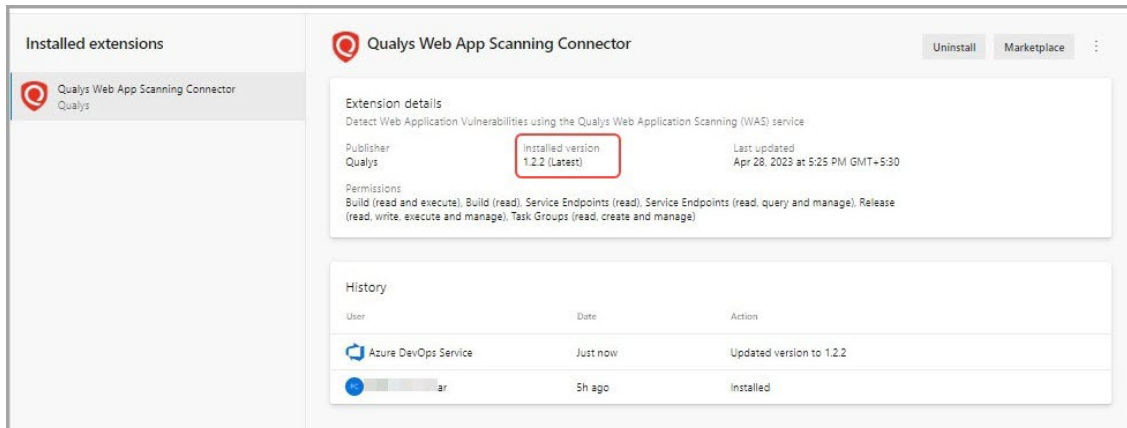 Installed extensions
Qualys Web App Scanning Connector
Qualys
Qualys Web App Scanning Connector
Uninstall
Marketplace
Extension details
Detect Web Application Vulnerabilities using the Qualys Web Application Scanning (WAS) service
Publisher
Installed version
Last updated
Qualys
1.2.2 (Latest)
Apr 28, 2023 at 5:25 PM GMT+5:30
Permissions
Build (read and execute), Build (read), Service Endpoints (read), Service Endpoints (read, query and manage), Release
(read, write, execute and manage), Task Groups (read, create and manage)
History
User
Date
Action
Azure DevOps Service
Just now
Updated version to 1.2.2
ar
5h ago
Installed